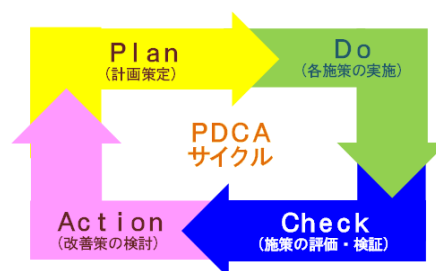 Plan
(計画策定)
Do
(各施策の実施)
PDCA
サイクル
Action
(改善策の検討)
Check
(施策の評価・検証)